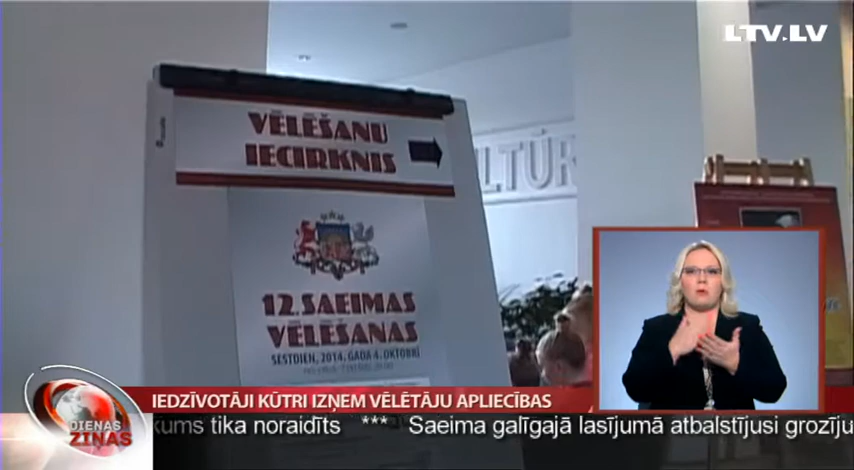 LTV.LV
VĒLĒŠANU
IECIRKNIS
KULTŪR
12.SAEIMAS
VĒLĒŠANAS
SESTDIEN, 2014. GADA 4. OKTOBRĪ
IEDZĪVOTĀJI KŪTRI IZŅEM VĒLĒTĀJU APLIECĪBAS
DIENAS
ZIŅAS
kums tika noraidīts *** Saeima galīgajā lasījumā atbalstījusi grozīju